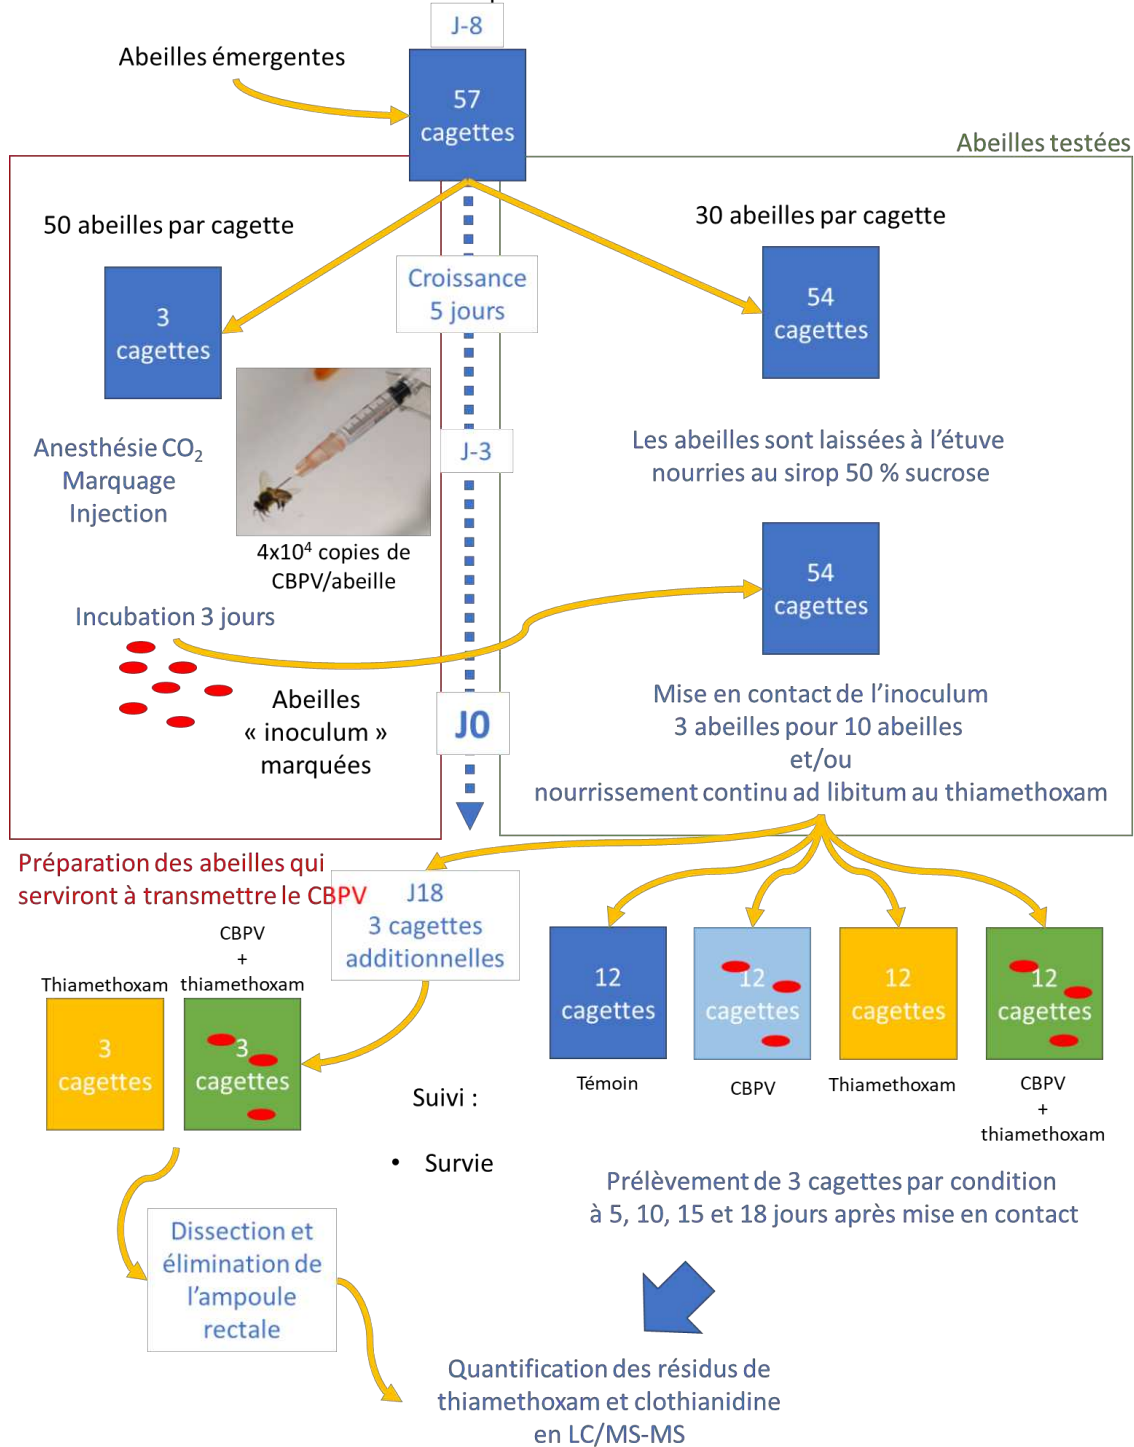 J-8
Abeilles émergentes
57
cagettes
Abeilles testées
50 abeilles par cagette
30 abeilles par cagette
Croissance
5 jours
3
cagettes
54
cagettes
J-3
Anesthésie CO₂
Marquage
Injection
Les abeilles sont laissées à l’étuve
nourries au sirop 50 % sucrose
4x10⁴ copies de
CBPV/abeille
54
cagettes
Incubation 3 jours
Abeilles
« inoculum »
marquées
J0
Mise en contact de l’inoculum
3 abeilles pour 10 abeilles
et/ou
nourrissement continu ad libitum au thiamethoxam
Préparation des abeilles qui
serviront à transmettre le CBPV
J18
3 cagettes
additionnelles
Thiamethoxam
CBPV
+
thiamethoxam
3
cagettes
3
cagettes
12
cagettes
12
cagettes
12
cagettes
12
cagettes
Témoin
CBPV
Thiamethoxam
CBPV
+
thiamethoxam
Suivi :
• Survie
Prélèvement de 3 cagettes par condition
à 5, 10, 15 et 18 jours après mise en contact
Dissection et
élimination de
l’ampoule
rectale
Quantification des résidus de
thiamethoxam et clothianidine
en LC/MS-MS